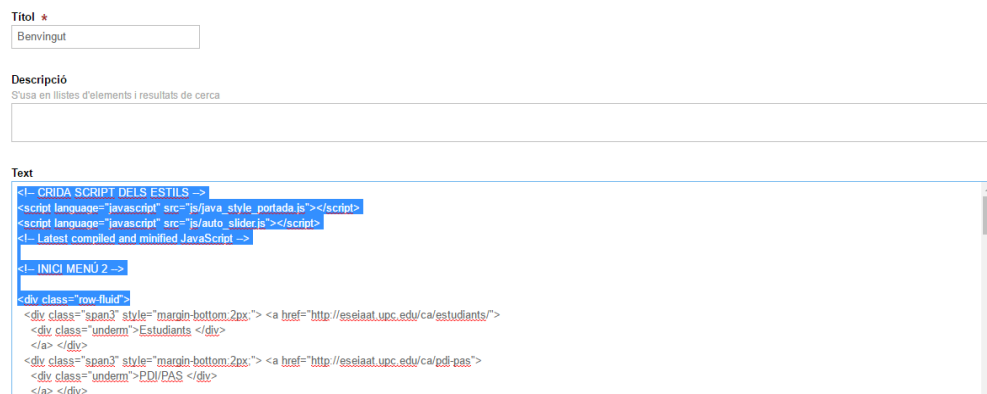 Títol *
Benvingut
Descripció
S'usa en llistes d'elements i resultats de cerca
Text
<!-- CRIDA SCRIPT DELS ESTILS -->
<script language="javascript" src="js/java_style_portada.js"></script>
<script language="javascript" src="js/auto_slider.js"></script>
<!-- Latest compiled and minified JavaScript -->
<!-- INICI MENÚ 2 -->
<div class="row-fluid">
<div class="span3" style="margin-bottom:2px;"> <a href="http://eseiaat.upc.edu/ca/estudiants/">
<div class="underm">Estudiants </div>
</a> </div>
<div class="span3" style="margin-bottom:2px;"> <a href="http://eseiaat.upc.edu/ca/pdi-pas">
<div class="underm">PDI/PAS </div>
</a> </div>